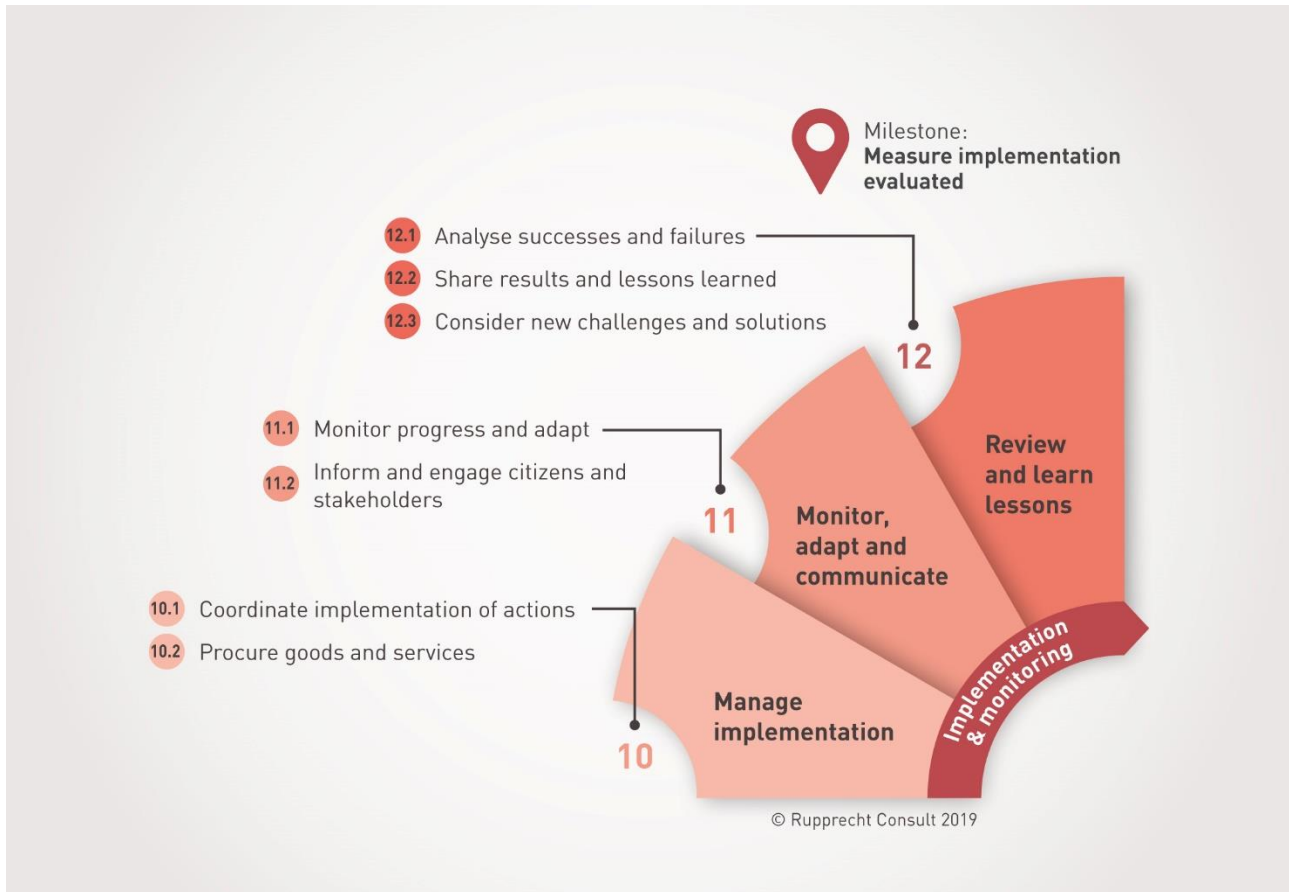 Milestone:
Measure implementation
evaluated
12.1 Analyse successes and failures
12.2 Share results and lessons learned
12.3 Consider new challenges and solutions
12
Review
and learn
lessons
11.1 Monitor progress and adapt
11.2 Inform and engage citizens and
stakeholders
11
Monitor,
adapt and
communicate
10.1 Coordinate implementation of actions
10.2 Procure goods and services
10
Manage
implementation
Implementation
& monitoring
© Rupprecht Consult 2019